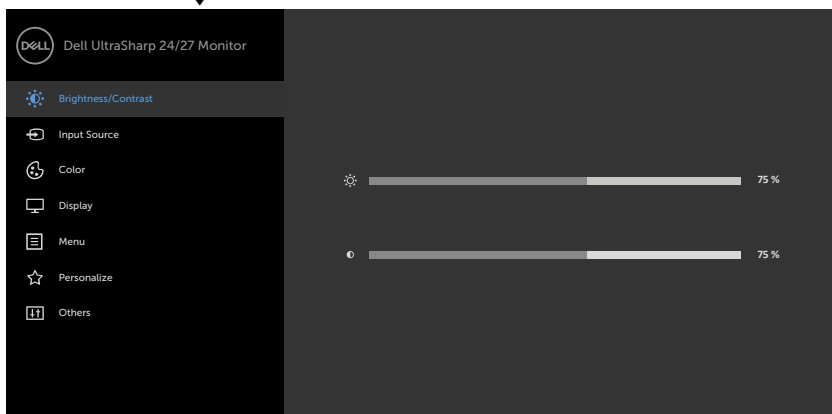 DELL
Dell UltraSharp 24/27 Monitor
Brightness/Contrast
Input Source
Color
75 %
Display
Menu
75 %
Personalize
Others